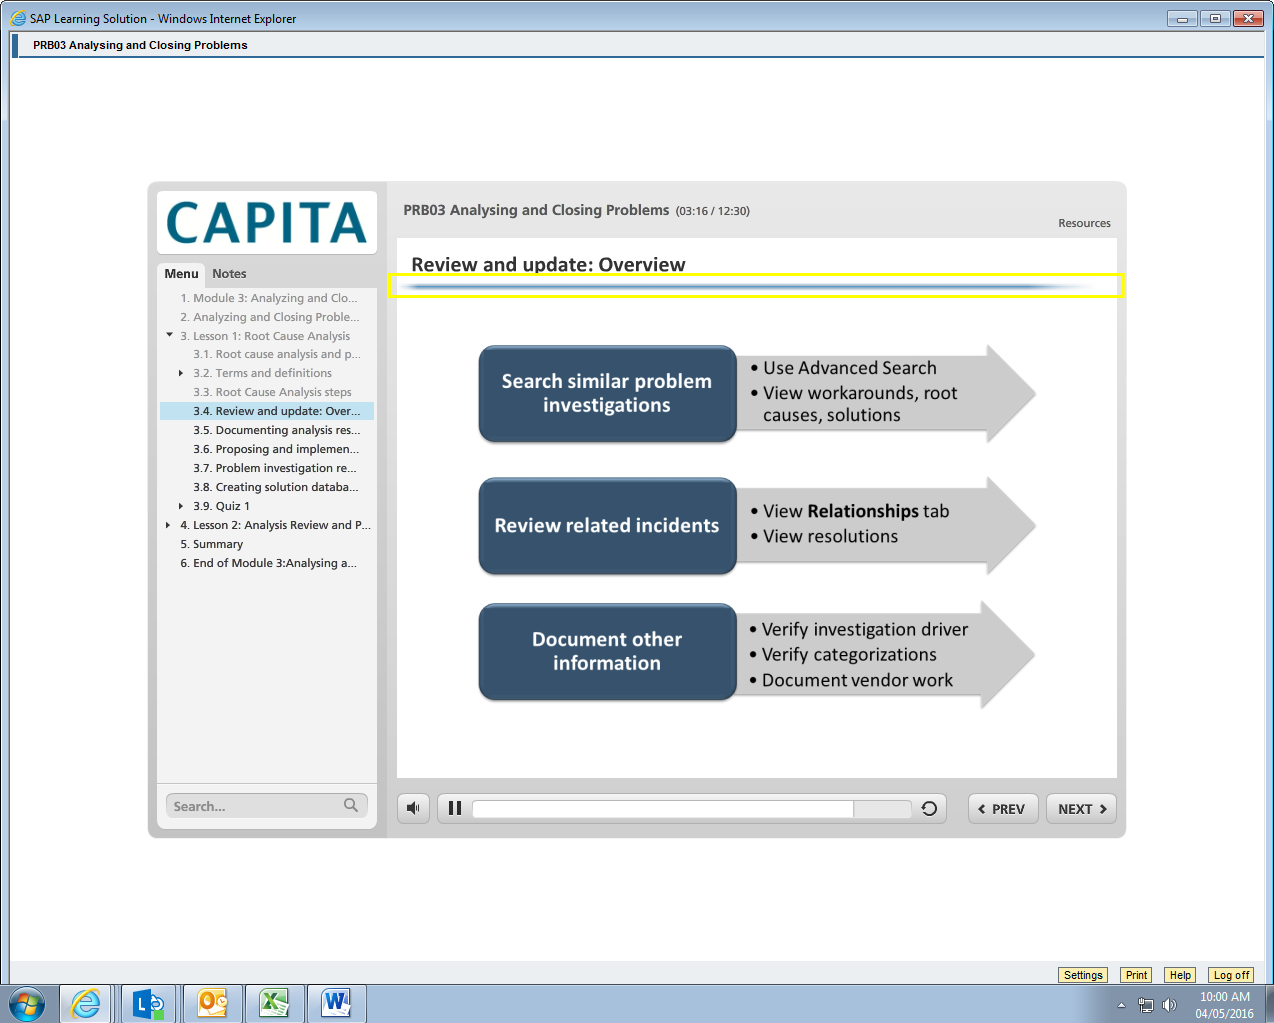 SAP Learning Solution - Windows Internet Explorer
PRB03 Analysing and Closing Problems
CAPITA
PRB03 Analysing and Closing Problems (03:16 / 12:30)
Resources
Menu
Notes
1. Module 3: Analyzing and Clo...
2. Analyzing and Closing Proble...
3. Lesson 1: Root Cause Analysis
3.1. Root cause analysis and p...
3.2. Terms and definitions
3.3. Root Cause Analysis steps
3.4. Review and update: Over...
3.5. Documenting analysis res...
3.6. Proposing and implemen...
3.7. Problem investigation re...
3.8. Creating solution databa...
3.9. Quiz 1
4. Lesson 2: Analysis Review and P...
5. Summary
6. End of Module 3:Analysing a...
Search...
Review and update: Overview
Search similar problem
investigations
• Use Advanced Search
• View workarounds, root
causes, solutions
Review related incidents
• View Relationships tab
• View resolutions
Document other
information
• Verify investigation driver
• Verify categorizations
• Document vendor work
PREV
NEXT
Settings
Print
Help
Log off
10:00 AM
04/05/2016